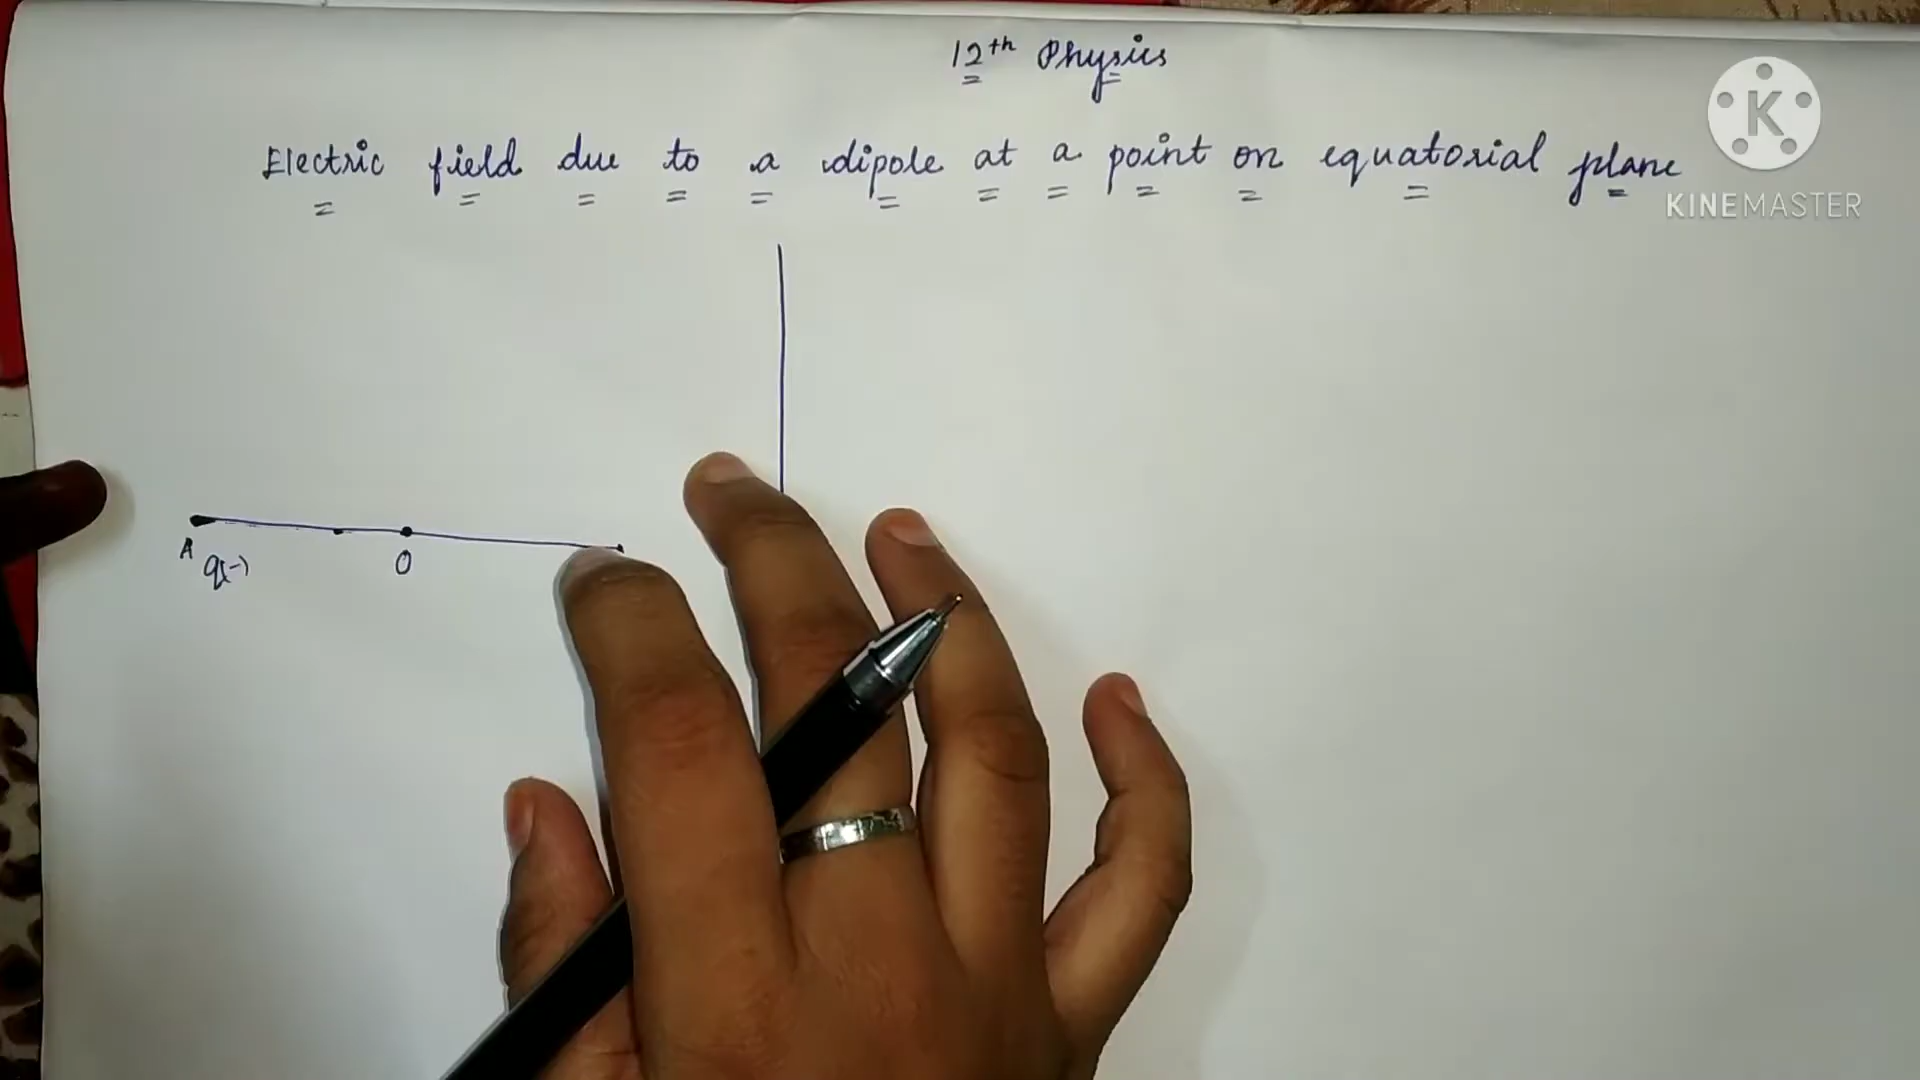 12th Physics
Electric field due to a dipole at a point on equatorial plane
K
KINEMASTER
A
q(-)
O